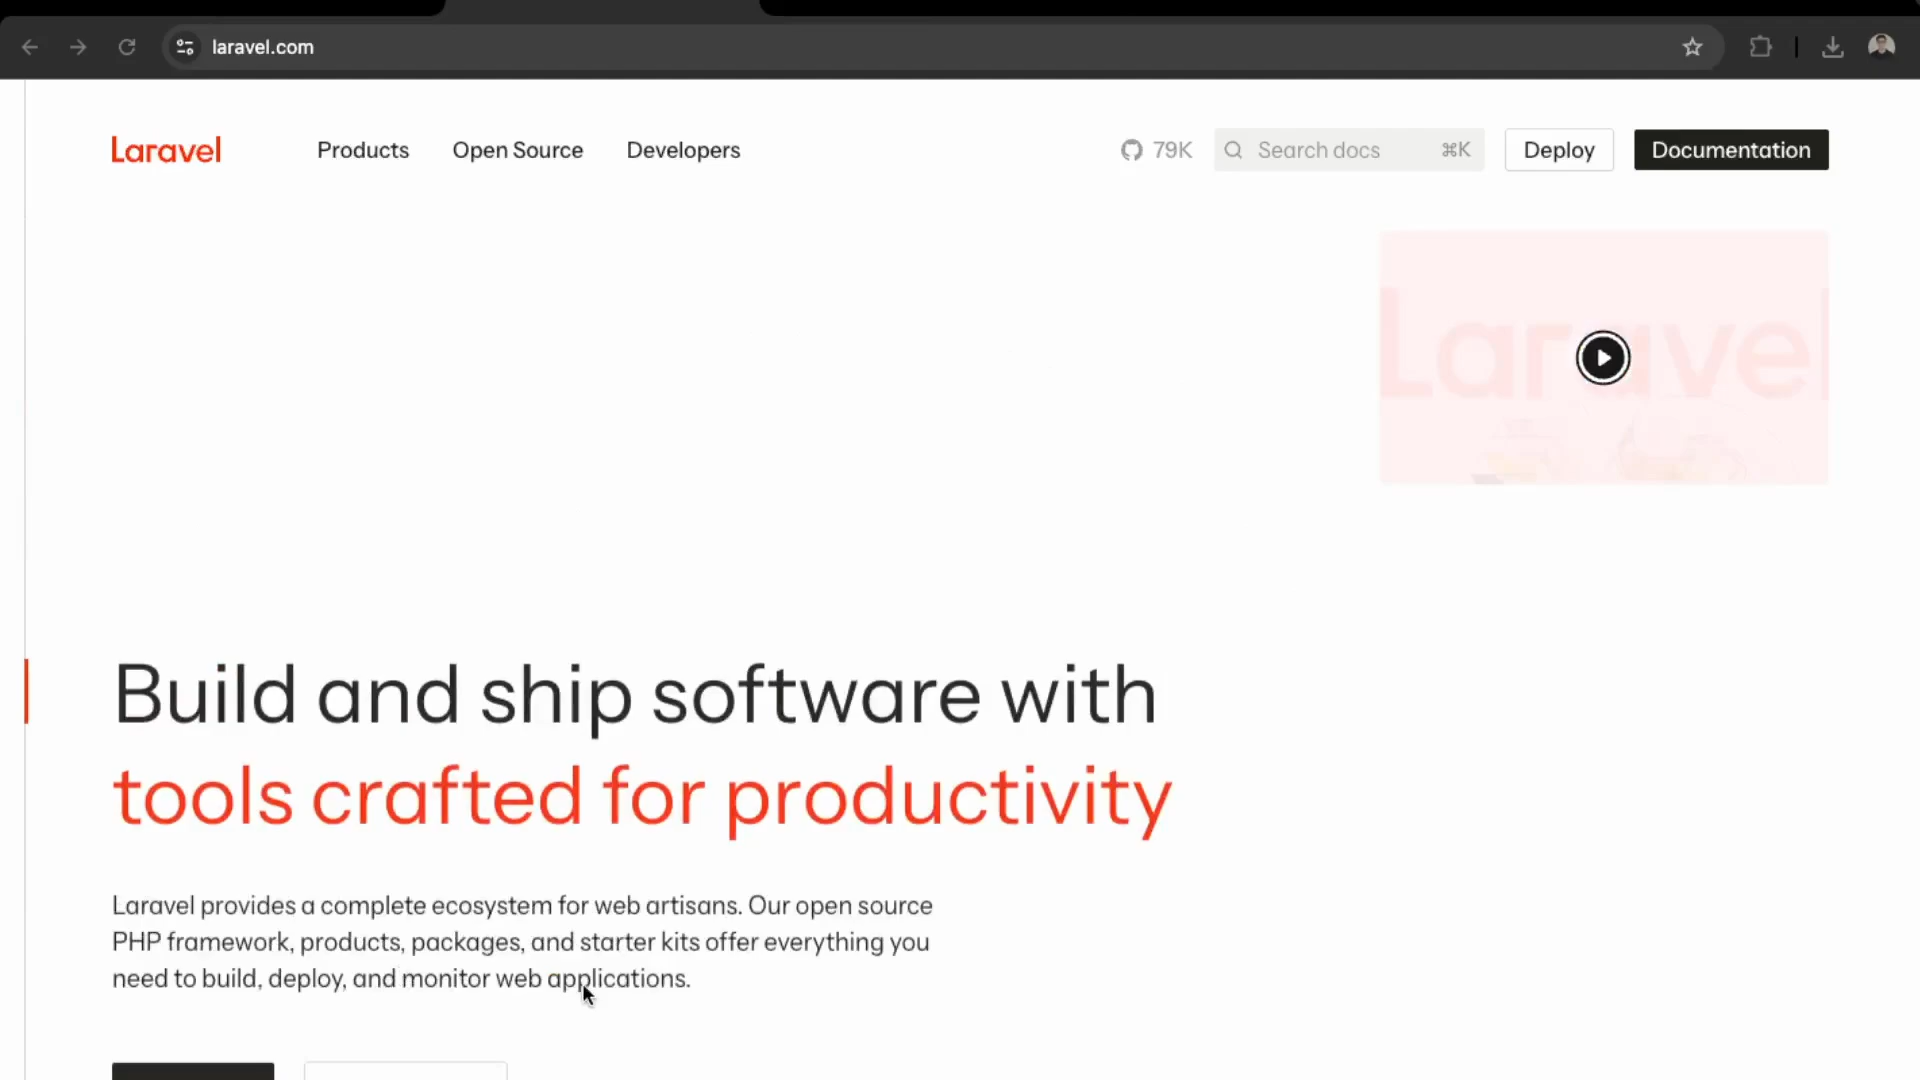 laravel.com
Laravel
Products
Open Source
Developers
79K
Search docs
⌘K
Deploy
Documentation
Laravel
Build and ship software with
tools crafted for productivity
Laravel provides a complete ecosystem for web artisans. Our open source
PHP framework, products, packages, and starter kits offer everything you
need to build, deploy, and monitor web applications.